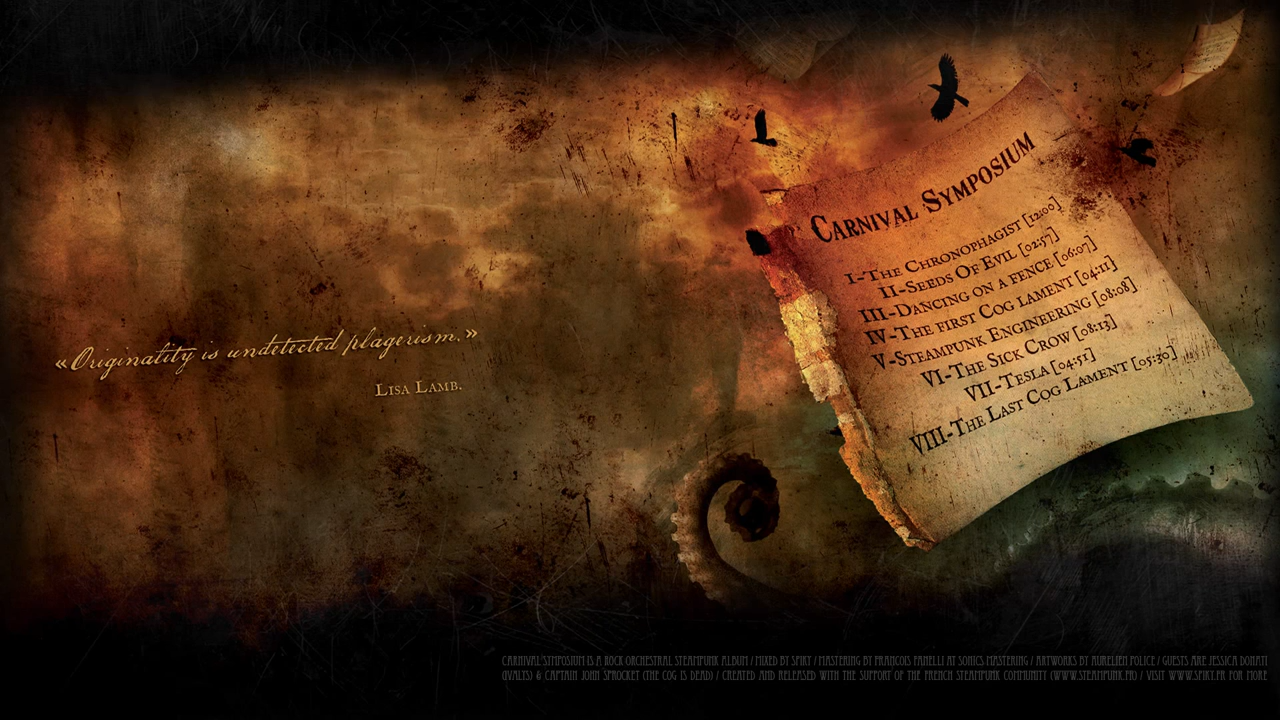 «Originality is undetected plagerism.»
Lisa Lamb.
Carnival Symposium
I-The Chronophagist [12:00]
II-Seeds Of Evil [02:57]
III-Dancing on a fence [06:07]
IV-The first Cog lament [04:11]
V-Steampunk Engineering [08:08]
VI-The Sick Crow [08:13]
VII-Tesla [04:51]
VIII-The Last Cog Lament [05:30]
CARNIVAL SYMPOSIUM IS A ROCK ORCHESTRAL STEAMPUNK ALBUM / MIXED BY SPIKY / MASTERING BY FRANCOIS FANELLI AT SONICS MASTERING / ARTWORKS BY AURELIEN POLICE / GUESTS ARE JESSICA DONATI
(IVALYS) & CAPTAIN JOHN SPROCKET (THE COG IS DEAD) / CREATED AND RELEASED WITH THE SUPPORT OF THE FRENCH STEAMPUNK COMMUNITY (WWW.STEAMPUNK.FR) / VISIT WWW.SPIKY.FR FOR MORE